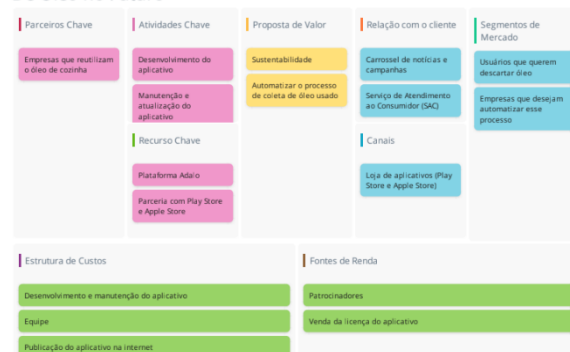 Parceiros Chave
Empresas que reutilizam
o óleo de cozinha
Atividades Chave
Desenvolvimento do
aplicativo
Manutenção e
atualização do
aplicativo
Recurso Chave
Plataforma Adaío
Parceria com Play Store
e Apple Store
Proposta de Valor
Sustentabilidade
Automatizar o processo
de coleta de óleo usado
Relação com o cliente
Carrossel de notícias e
campanhas
Serviço de Atendimento
ao Consumidor (SAC)
Canais
Loja de aplicativos (Play
Store e Apple Store)
Segmentos de
Mercado
Usuários que querem
descartar óleo
Empresas que desejam
automatizar esse
processo
Estrutura de Custos
Desenvolvimento e manutenção do aplicativo
Equipe
Publicação do aplicativo na internet
Fontes de Renda
Patrocinadores
Venda da licença do aplicativo